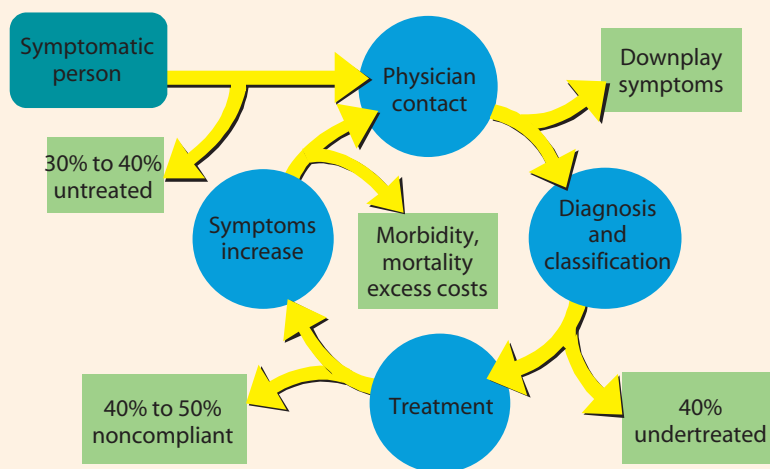 Symptomatic
person
Physician
contact
Downplay
symptoms
30% to 40%
untreated
Symptoms
increase
Morbidity,
mortality
excess costs
Diagnosis
and
classification
40% to 50%
noncompliant
Treatment
40%
undertreated